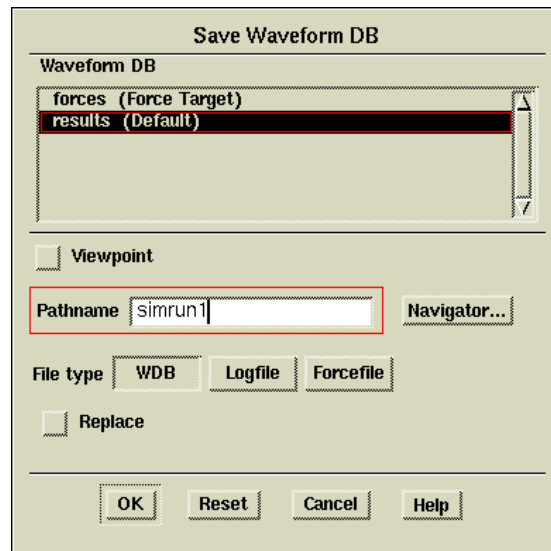 Save Waveform DB
Waveform DB
forces (Force Target)
results (Default)
Viewpoint
Pathname simrun1 Navigator...
File type WDB Logfile Forcefile
Replace
OK Reset Cancel Help